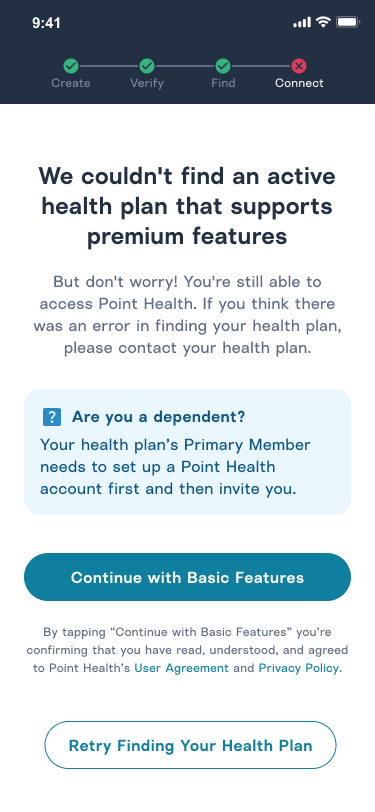 9:41
Create Verify Find Connect
We couldn't find an active
health plan that supports
premium features
But don't worry! You're still able to
access Point Health. If you think there
was an error in finding your health plan,
please contact your health plan.
? Are you a dependent?
Your health plan's Primary Member
needs to set up a Point Health
account first and then invite you.
Continue with Basic Features
By tapping “Continue with Basic Features” you're
confirming that you have read, understood, and agreed
to Point Health's User Agreement and Privacy Policy.
Retry Finding Your Health Plan